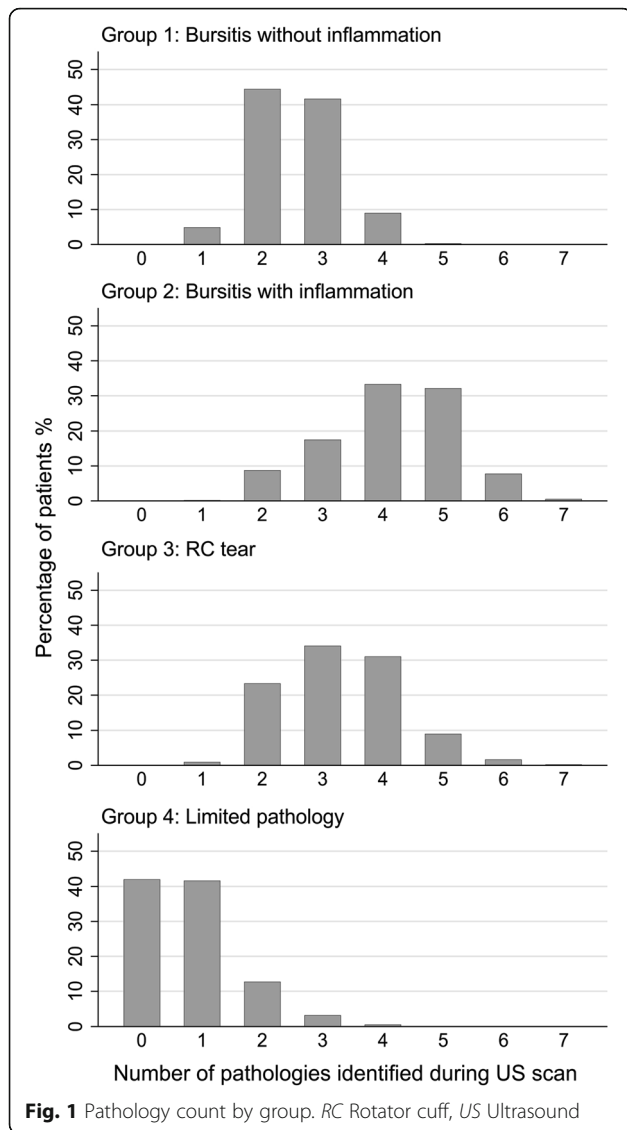 Group 1: Bursitis without inflammation
50
40
30
20
10
0
0 1 2 3 4 5 6 7
Group 2: Bursitis with inflammation
50
40
30
20
10
0
0 1 2 3 4 5 6 7
Percentage of patients %
Group 3: RC tear
50
40
30
20
10
0
0 1 2 3 4 5 6 7
Group 4: Limited pathology
50
40
30
20
10
0
0 1 2 3 4 5 6 7
Number of pathologies identified during US scan
Fig. 1 Pathology count by group. RC Rotator cuff, US Ultrasound